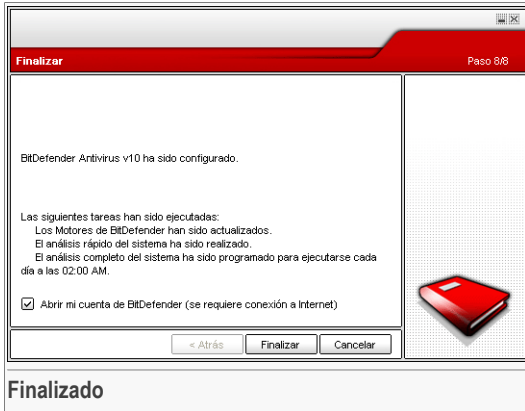 Finalizar
Paso 8/8
BitDefender Antivirus v10 ha sido configurado.
Las siguientes tareas han sido ejecutadas:
Los Motores de BitDefender han sido actualizados.
El análisis rápido del sistema ha sido realizado.
El análisis completo del sistema ha sido programado para ejecutarse cada
día a las 02:00 AM.
Abrir mi cuenta de BitDefender (se requiere conexión a Internet)
< Atrás
Finalizar
Cancelar
Finalizado